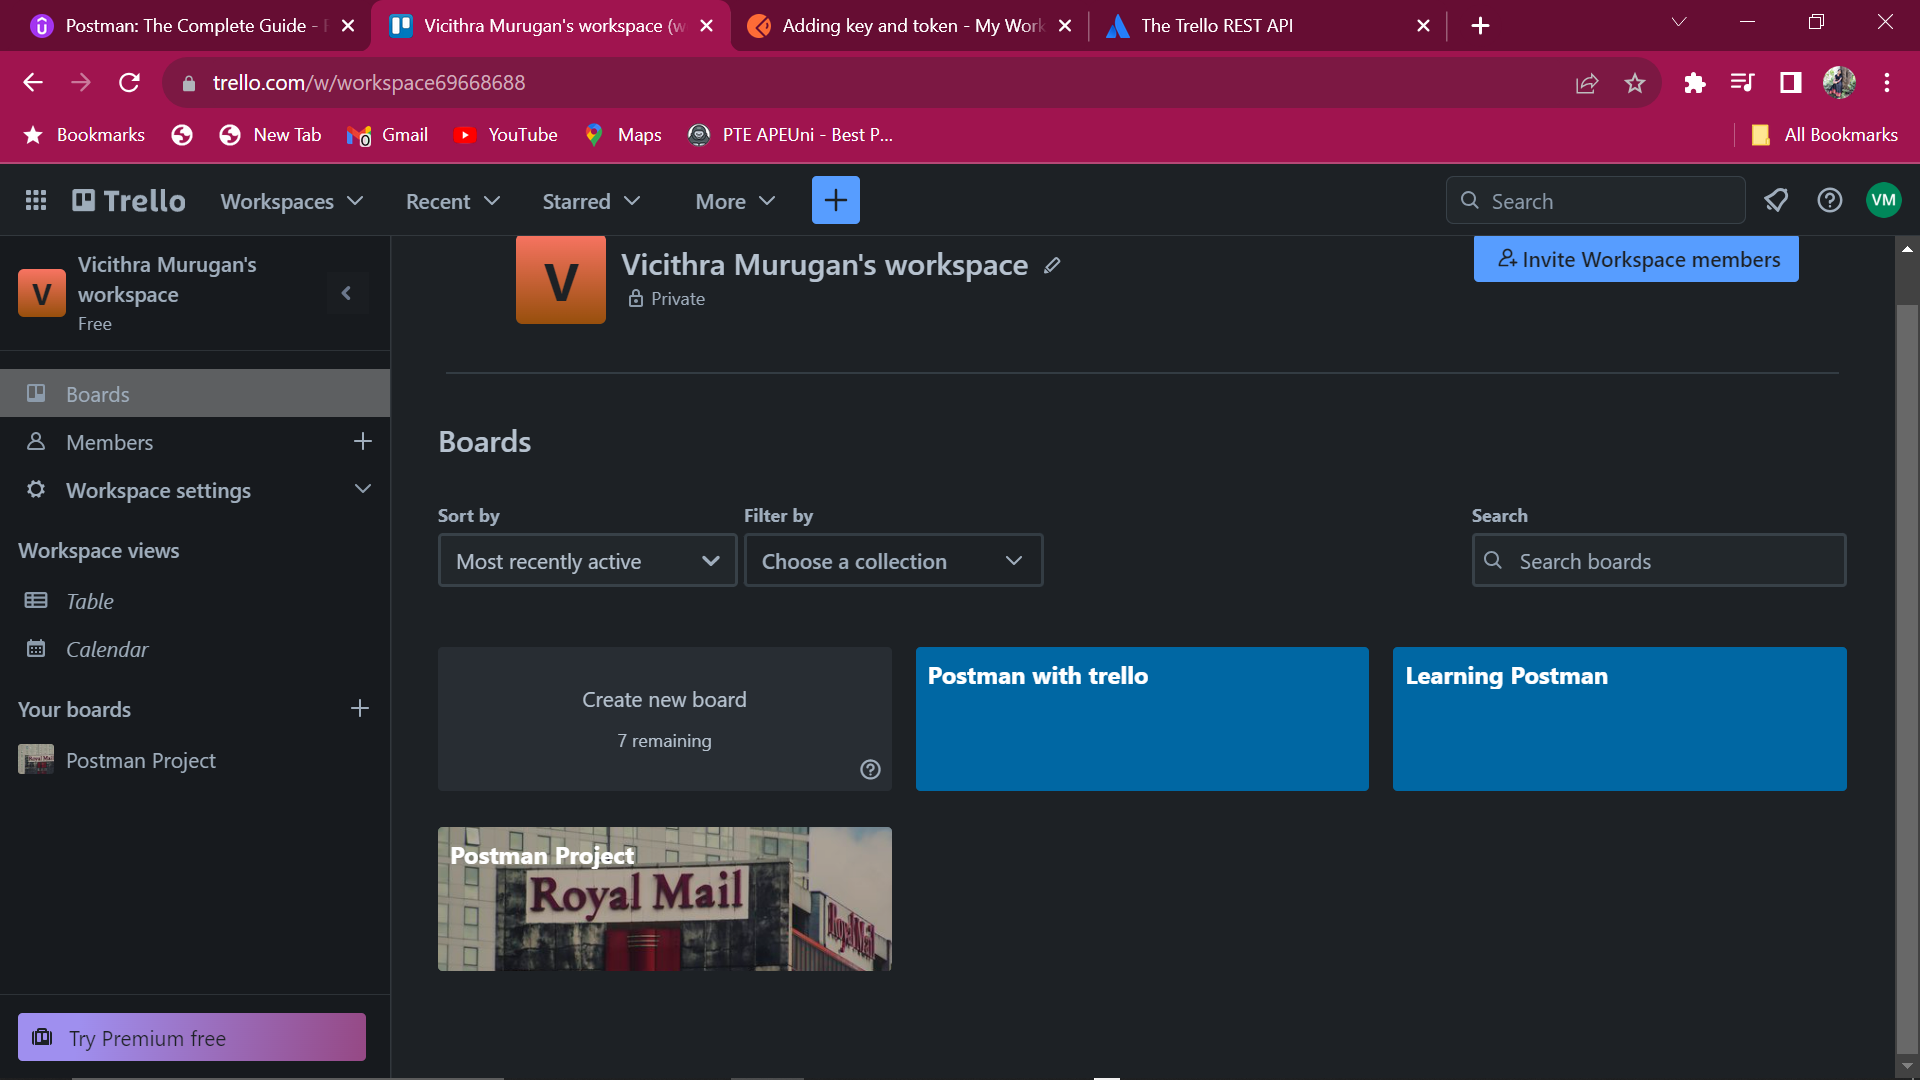 Postman: The Complete Guide -
Vicithra Murugan's workspace (w
Adding key and token - My Work
The Trello REST API
trello.com/w/workspace69668688
Bookmarks
New Tab
0
Gmail
YouTube
Maps
PTE APEUni - Best P...
All Bookmarks
Trello
Workspaces
Recent
Starred
More
Search
VM
V
Vicithra Murugan's
workspace
Free
V
Vicithra Murugan's workspace
Private
Invite Workspace members
Boards
Members
Workspace settings
Workspace views
Table
Calendar
Your boards
Postman Project
Try Premium free
Boards
Sort by
Filter by
Search
Most recently active
Choose a collection
Search boards
Create new board
7 remaining
Postman with trello
Learning Postman
Postman Project
Royal Mail
Royal Mail